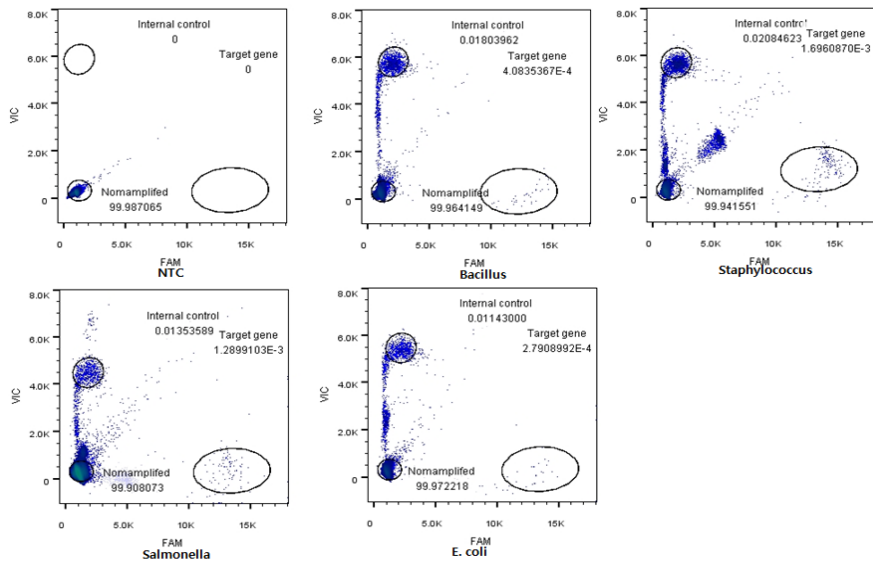 8.0K
6.0K
4.0K
2.0K
0
VIC
Internal control
0
Target gene
0
Nomamplifed
99.987065
0 5.0K 10K 15K
FAM
NTC
8.0K
6.0K
4.0K
2.0K
0
VIC
Internal control
0.01803962
Target gene
4.0835367E-4
Nomamplifed
99.964149
0 5.0K 10K 15K
FAM
Bacillus
8.0K
6.0K
4.0K
2.0K
0
VIC
Internal control
0.02084623
Target gene
1.6960870E-3
Nomamplifed
99.941551
0 5.0K 10K 15K
FAM
Staphylococcus
8.0K
6.0K
4.0K
2.0K
0
VIC
Internal control
0.01353589
Target gene
1.2899103E-3
Nomamplifed
99.908073
0 5.0K 10K 15K
FAM
Salmonella
8.0K
6.0K
4.0K
2.0K
0
VIC
Internal control
0.01143000
Target gene
2.7908992E-4
Nomamplifed
99.972218
0 5.0K 10K 15K
FAM
E. coli